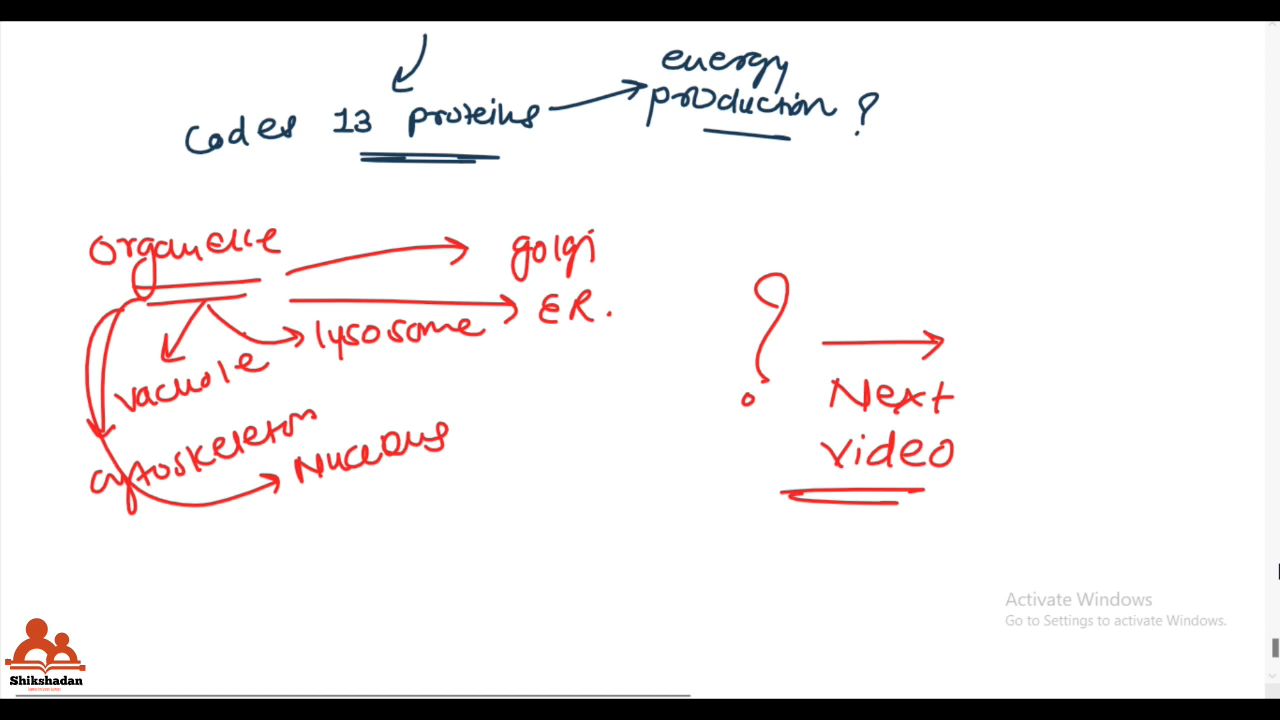 energy
production ?
Codes 13 proteins
Organelle
golgi
ER.
lysosome
Vacuole
cytoskeleton
Nucleous
?
Next
video
Activate Windows
Go to Settings to activate Windows.
Shikshadan